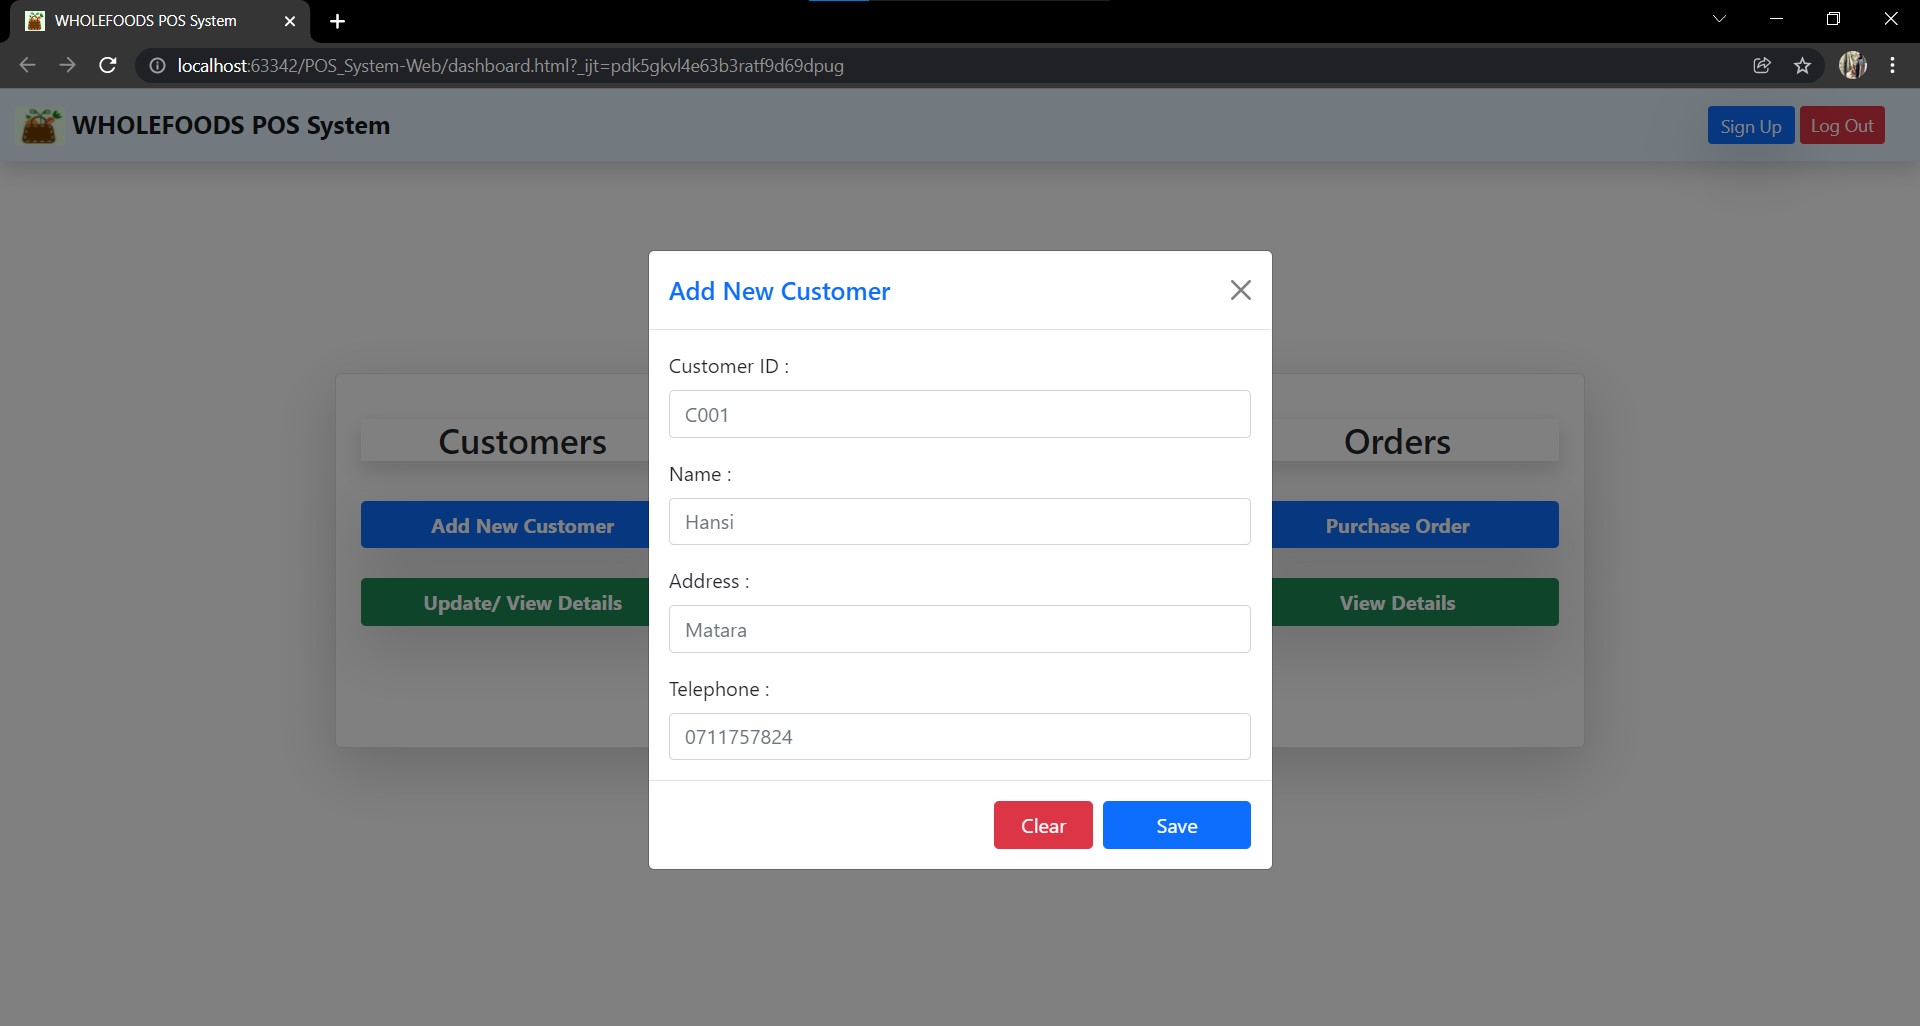 WHOLEFOODS POS System
localhost:63342/POS_System-Web/dashboard.html?_ijt=pdk5gkvl4e63b3ratf9d69dpug
WHOLEFOODS POS System
Sign Up
Log Out
Add New Customer
Customer ID :
C001
Name :
Hansi
Address :
Matara
Telephone :
0711757824
Clear
Save
Customers
Add New Customer
Update/ View Details
Orders
Purchase Order
View Details